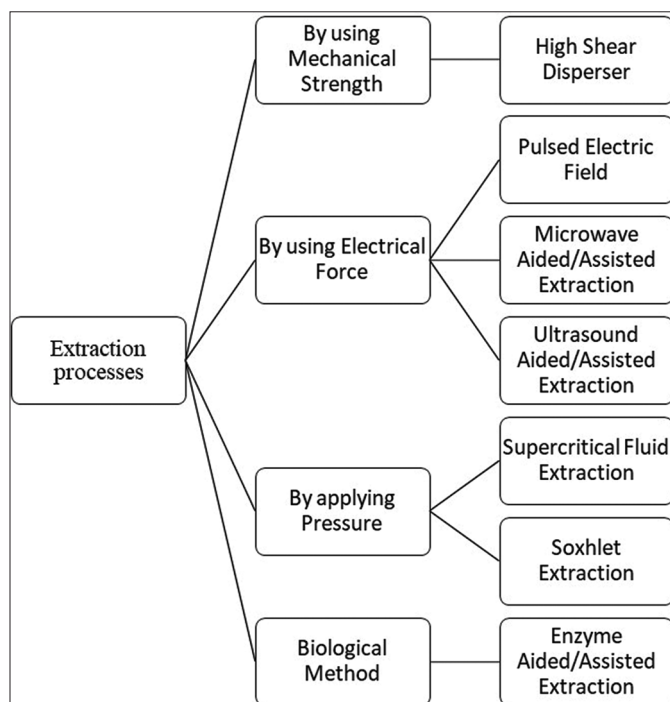 Extraction
processes
By using
Mechanical
Strength
High Shear
Disperser
By using Electrical
Force
Pulsed Electric
Field
Microwave
Aided/Assisted
Extraction
Ultrasound
Aided/Assisted
Extraction
By applying
Pressure
Supercritical Fluid
Extraction
Soxhlet
Extraction
Biological
Method
Enzyme
Aided/Assisted
Extraction